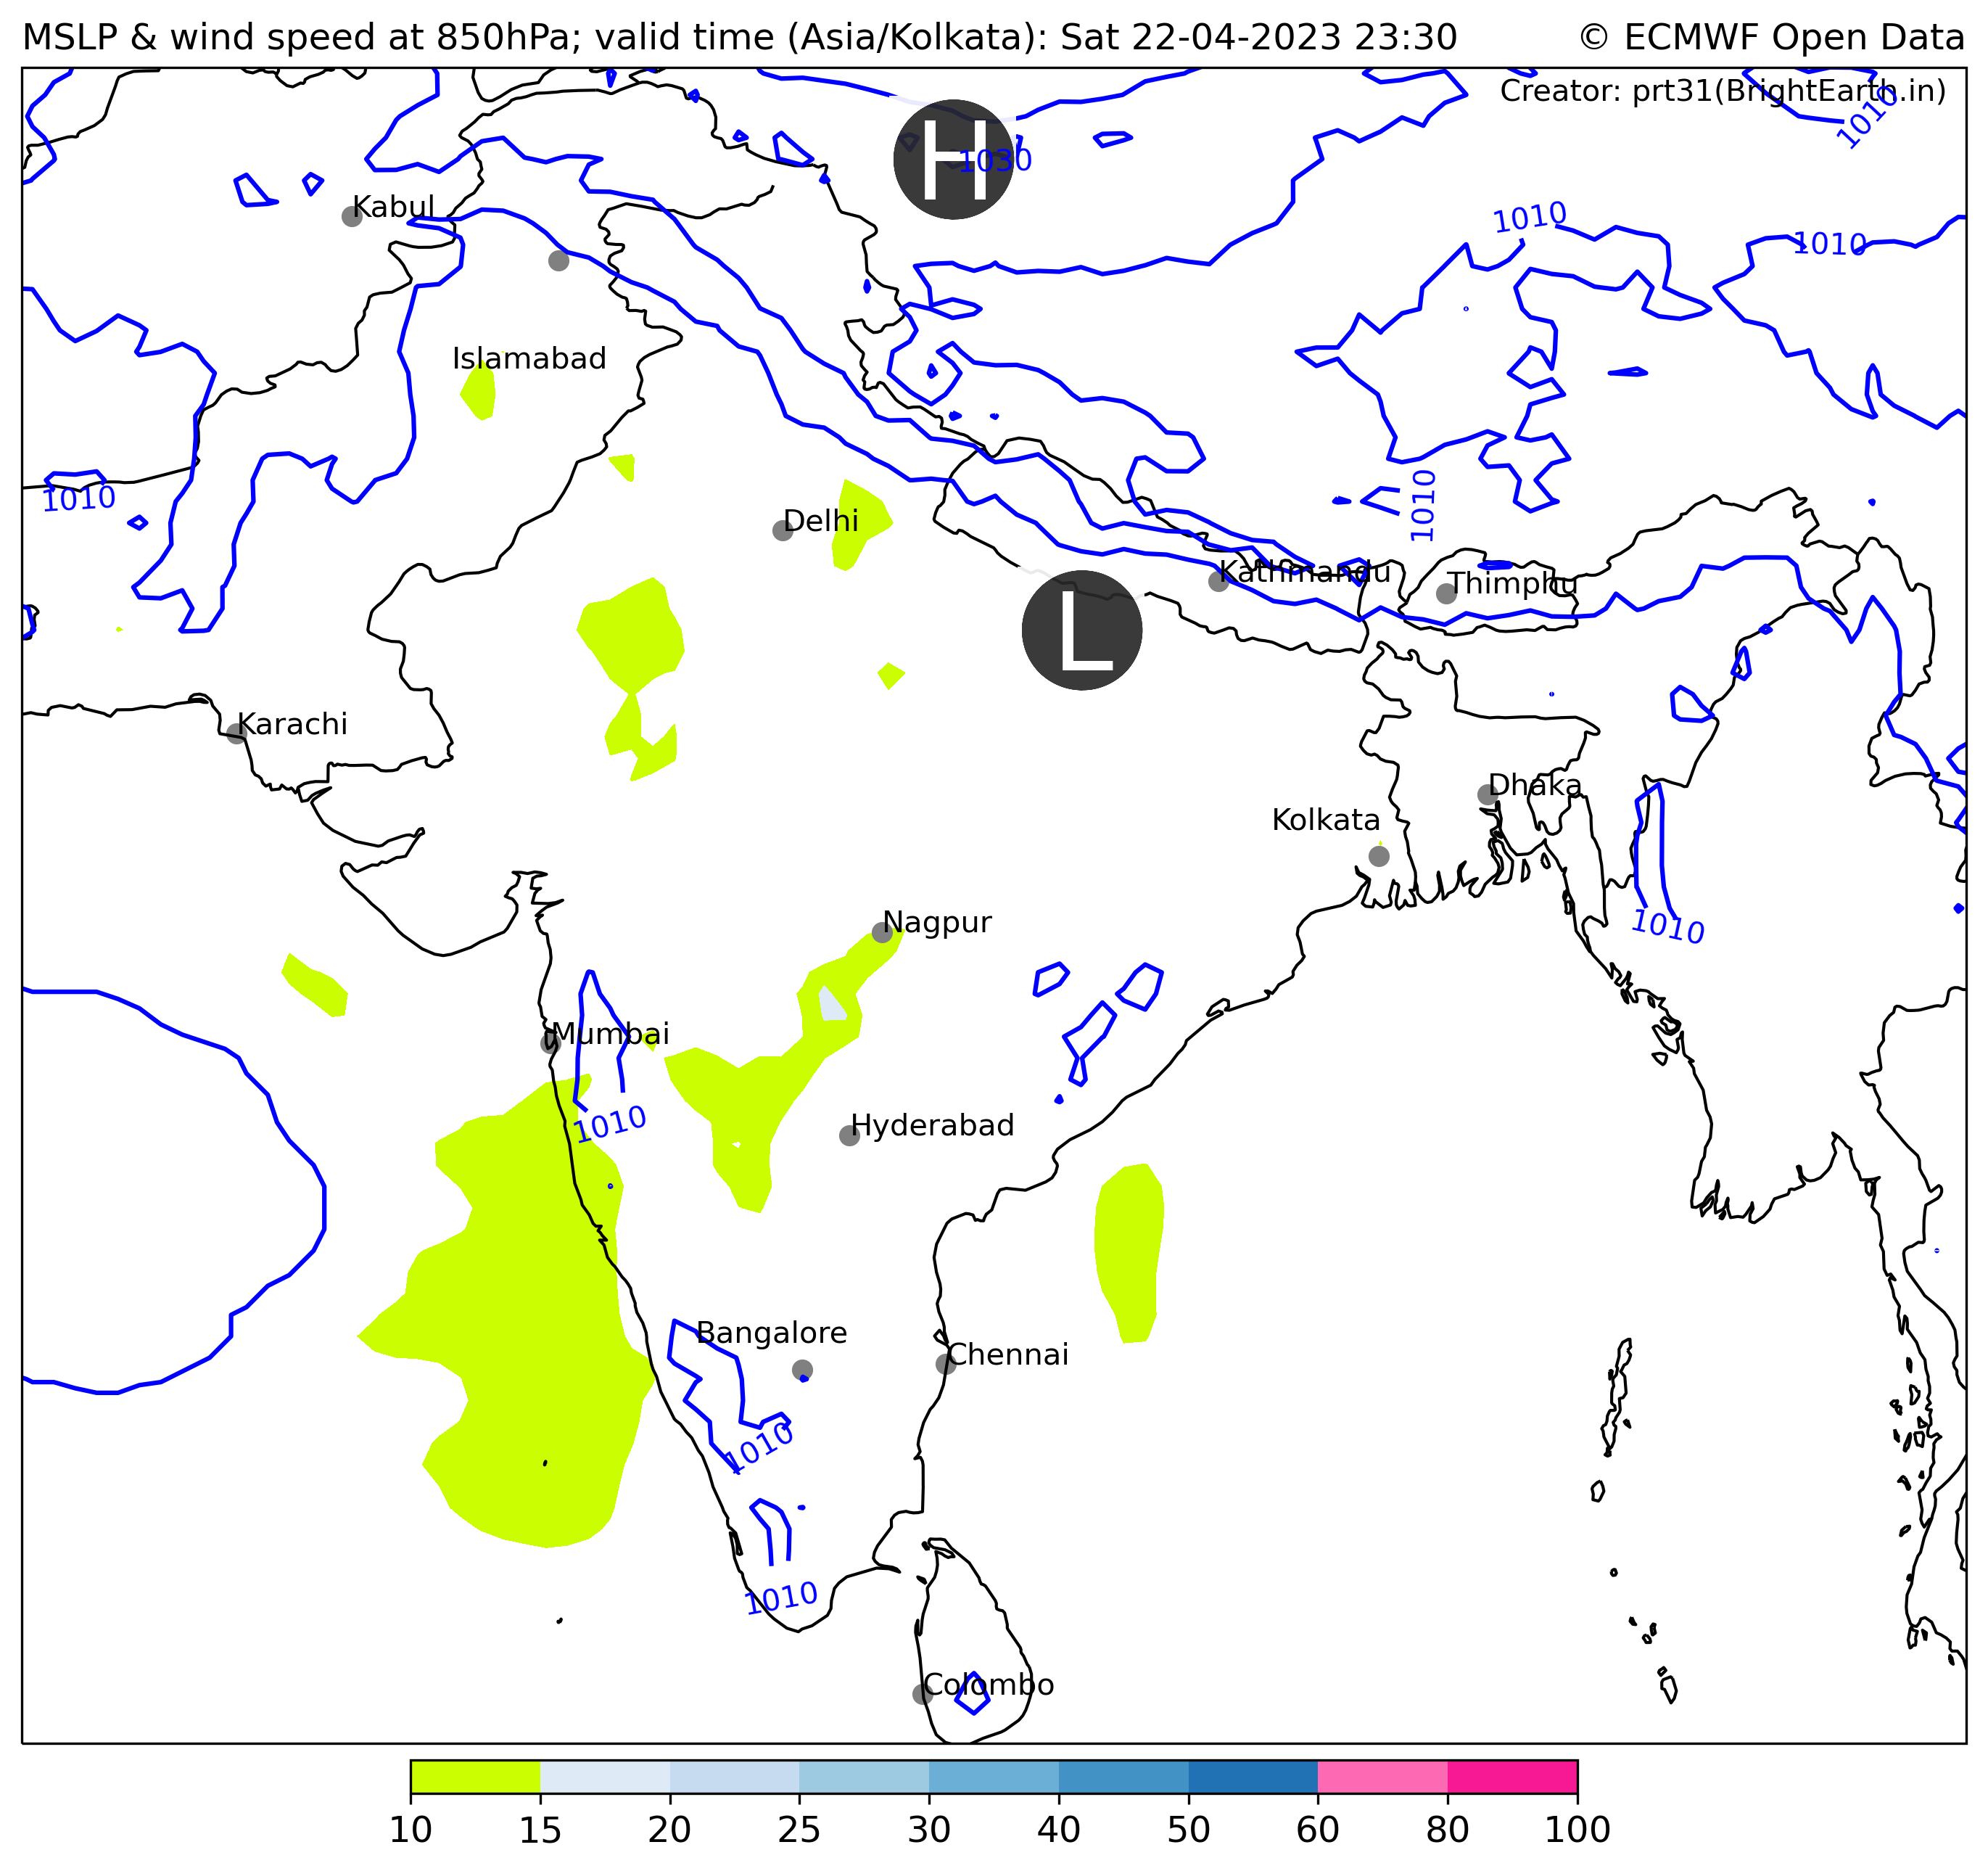 MSLP & wind speed at 850hPa; valid time (Asia/Kolkata): Sat 22-04-2023 23:30
© ECMWF Open Data
Creator: prt31(BrightEarth.in)
1010
H
1030
Kabul
1010
1010
Islamabad
1010
1010
Delhi
Kathmandu
Thimphu
L
Karachi
Dhaka
Kolkata
Nagpur
1010
Mumbai
1010
Hyderabad
Bangalore
Chennai
1010
1010
Colombo
10 15 20 25 30 40 50 60 80 100